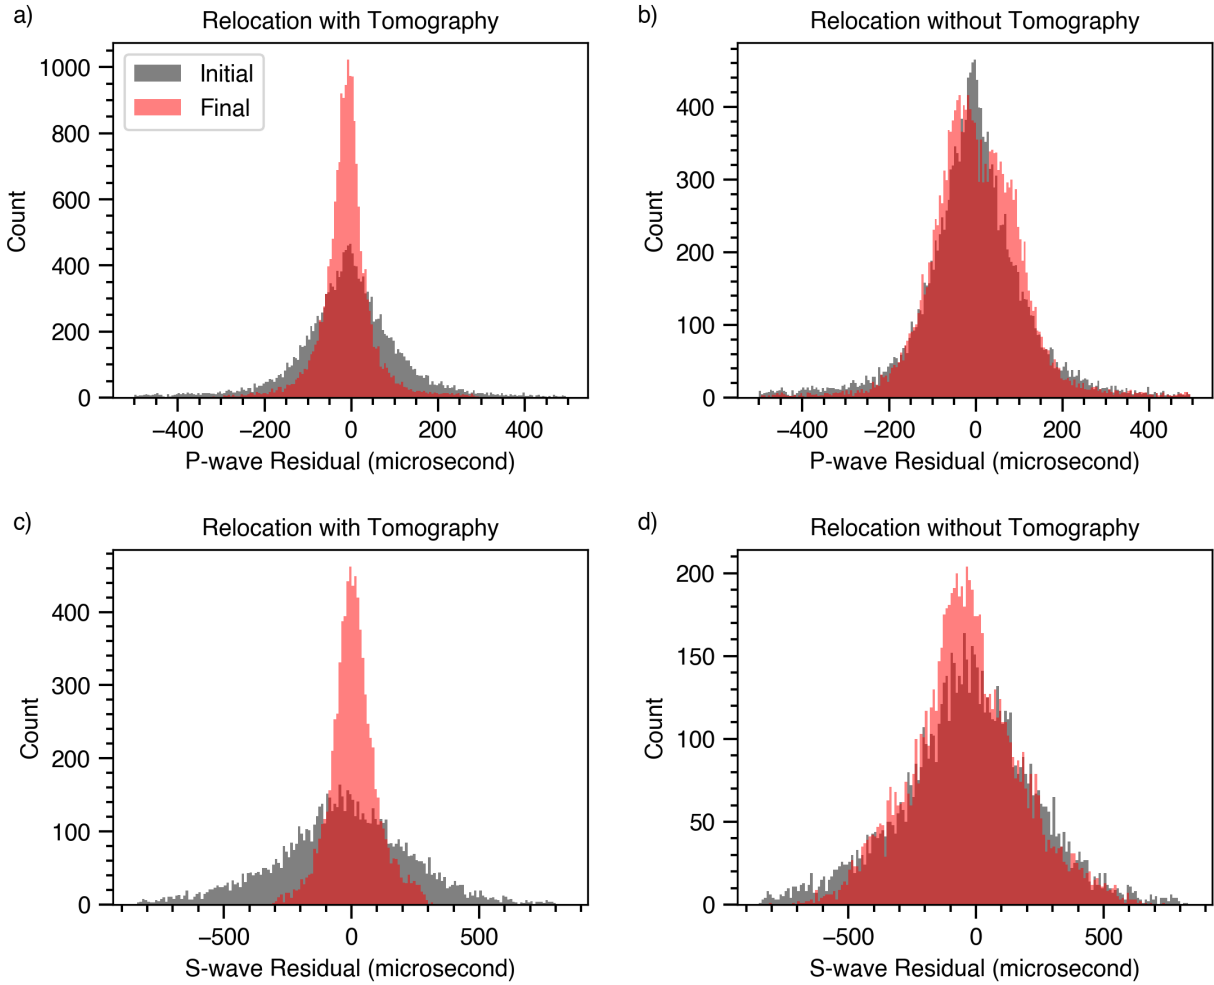 a)
Relocation with Tomography
1000
800
600
400
200
0
Count
Initial
Final
−400 −200 0 200 400
P-wave Residual (microsecond)
b)
Relocation without Tomography
400
300
200
100
0
Count
−400 −200 0 200 400
P-wave Residual (microsecond)
c)
Relocation with Tomography
400
300
200
100
0
Count
−500 0 500
S-wave Residual (microsecond)
d)
Relocation without Tomography
200
150
100
50
0
Count
−500 0 500
S-wave Residual (microsecond)